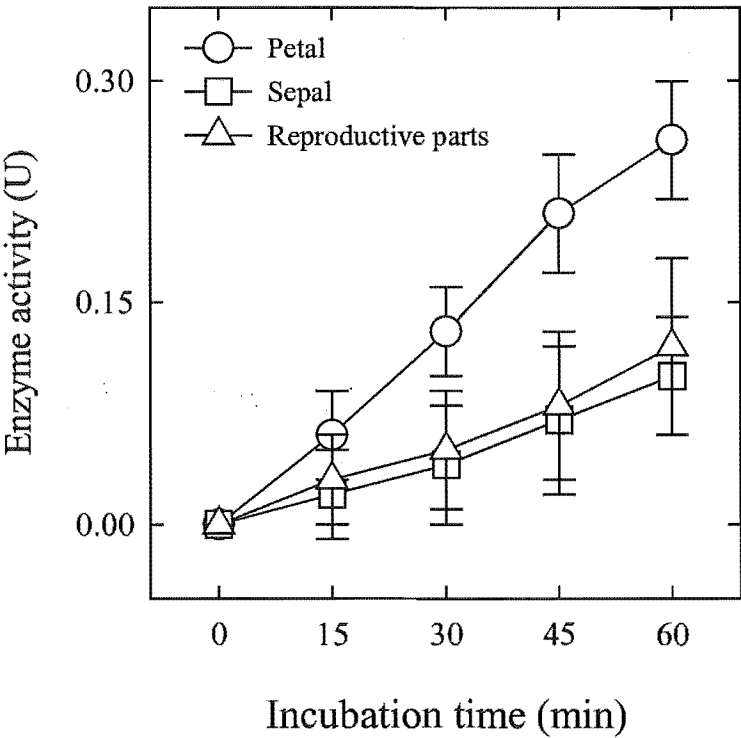 Petal
Sepal
Reproductive parts
Enzyme activity (U)
0.30
0.15
0.00
0 15 30 45 60
Incubation time (min)